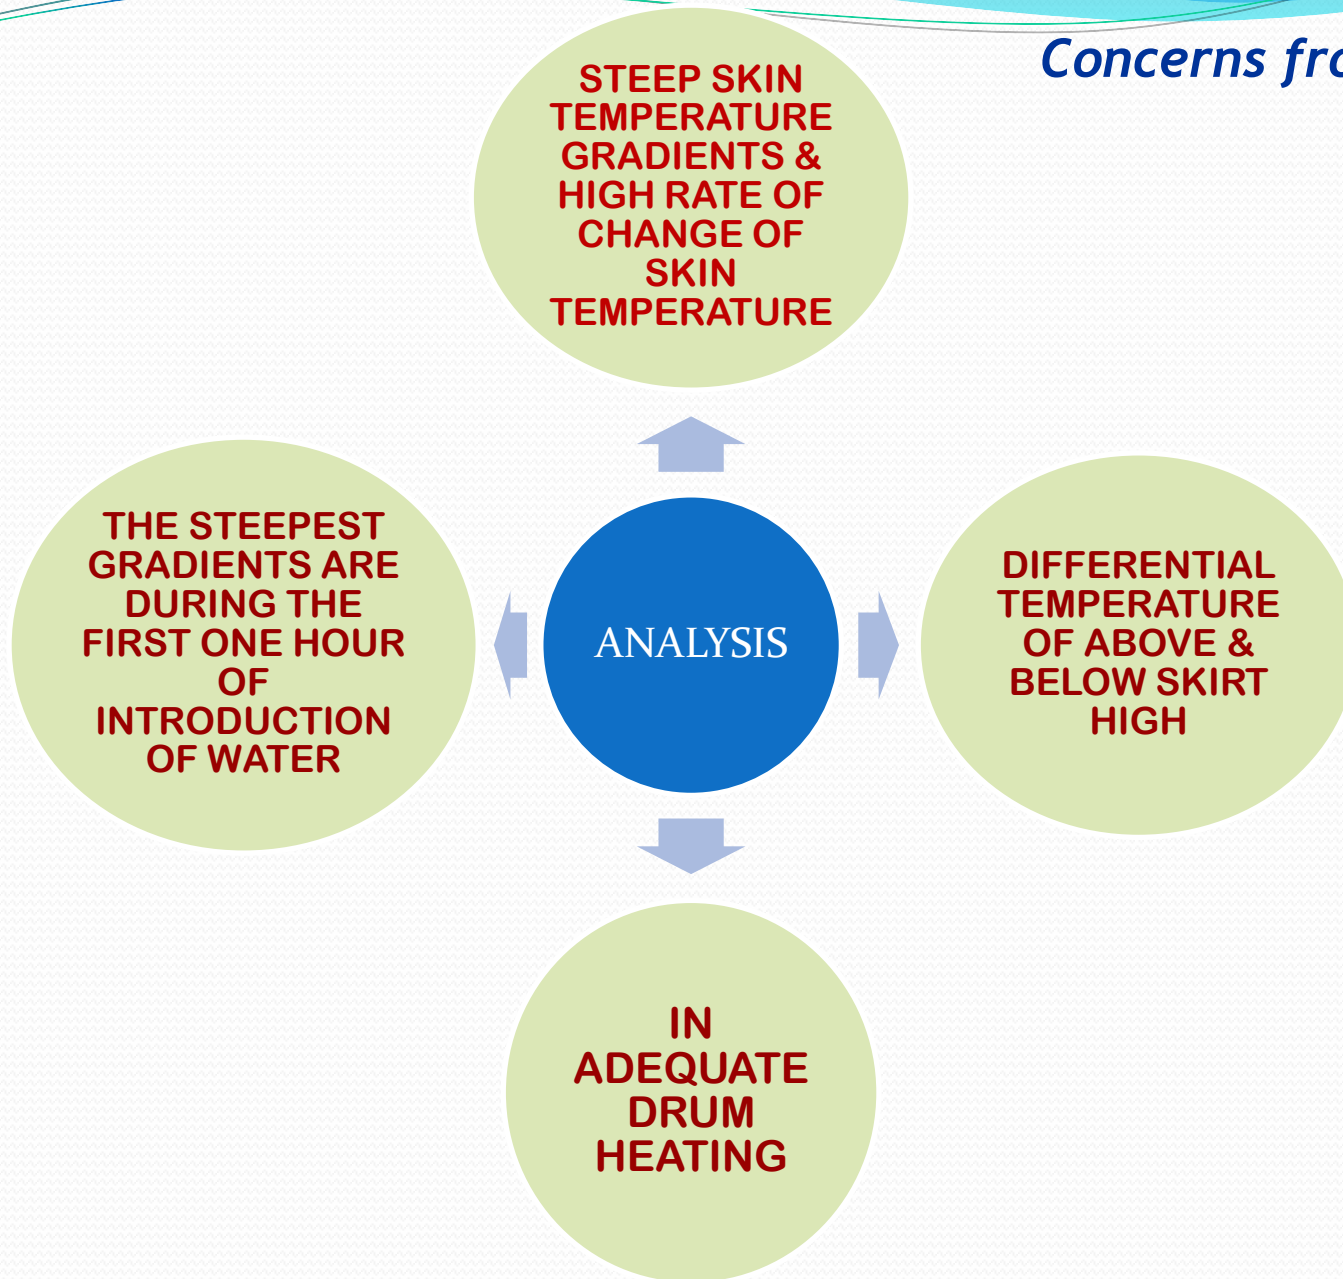 Concerns
STEEP SKIN
TEMPERATURE
GRADIENTS &
HIGH RATE OF
CHANGE OF
SKIN
TEMPERATURE
THE STEEPEST
GRADIENTS ARE
DURING THE
FIRST ONE HOUR
OF
INTRODUCTION
OF WATER
ANALYSIS
DIFFERENTIAL
TEMPERATURE
OF ABOVE &
BELOW SKIRT
HIGH
IN
ADEQUATE
DRUM
HEATING